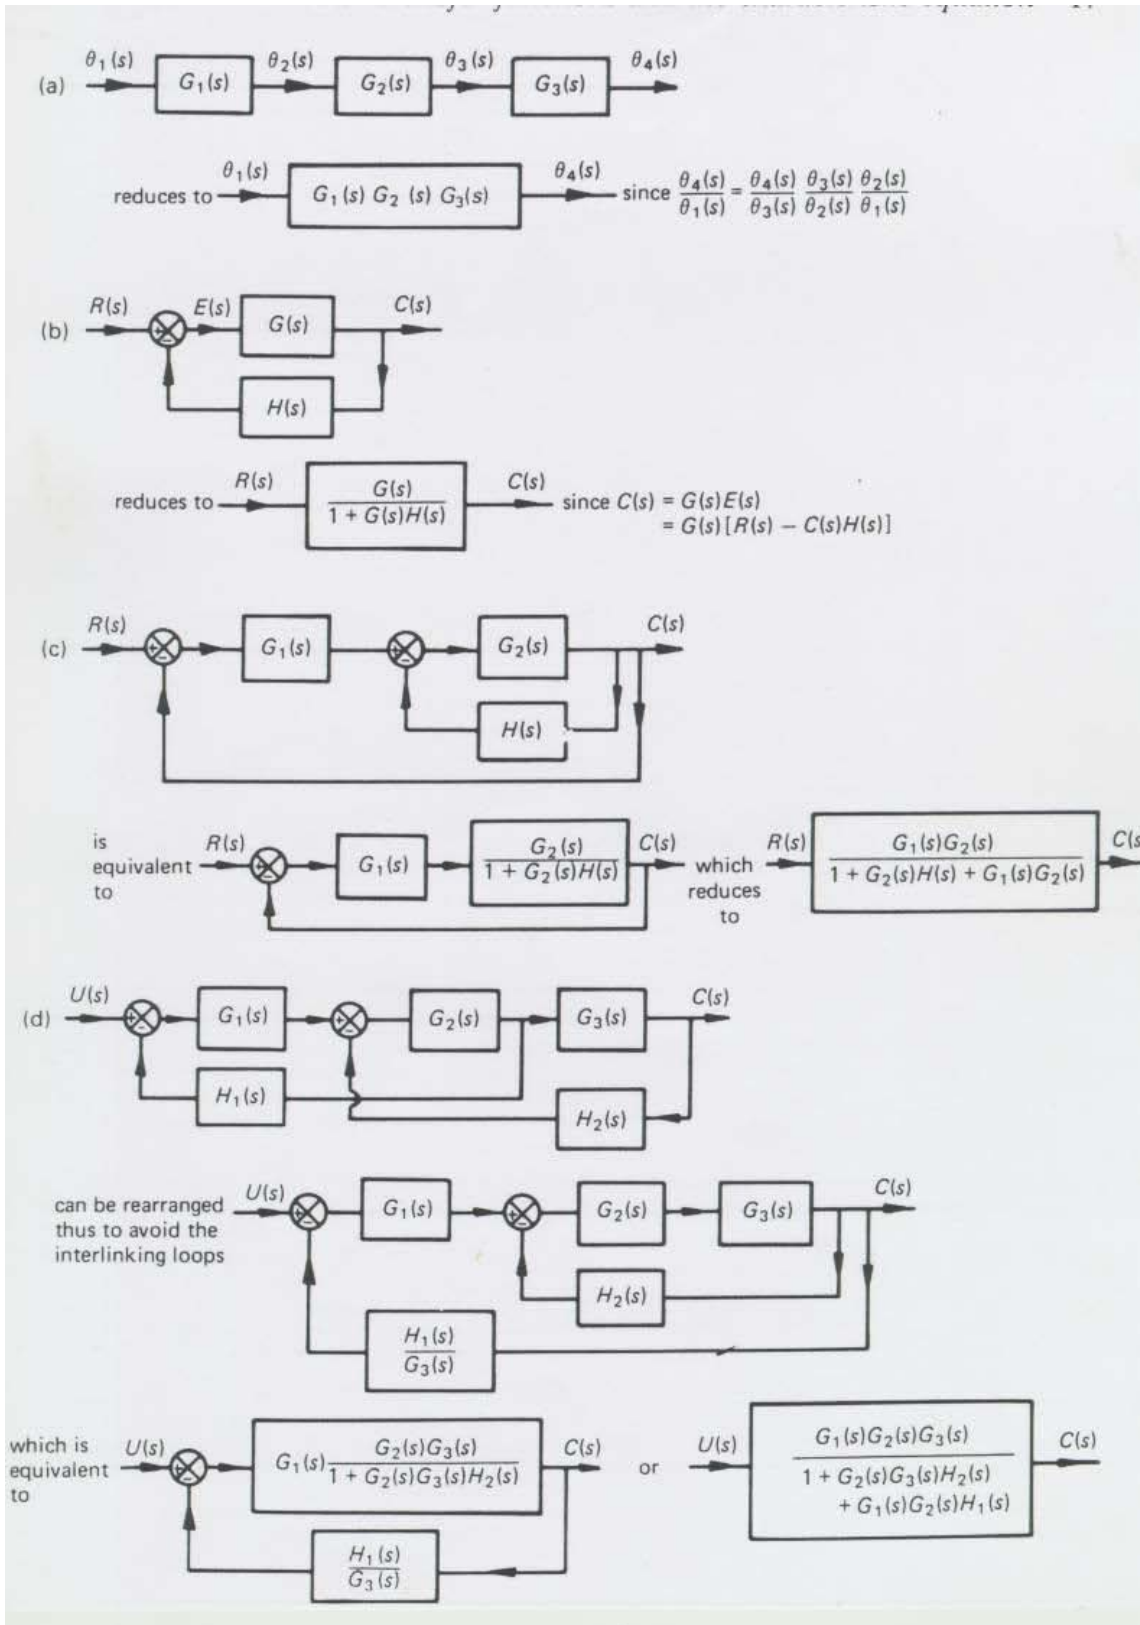 θ₁(s) θ₂(s) θ₃(s) θ₄(s)
(a) G₁(s) G₂(s) G₃(s)
θ₁(s) θ₄(s)
reduces to G₁(s) G₂ (s) G₃(s) since θ₄(s)/θ₁(s) = θ₄(s)/θ₃(s) θ₃(s)/θ₂(s) θ₂(s)/θ₁(s)
R(s) E(s) C(s)
(b) + − G(s)
H(s)
R(s) C(s)
reduces to G(s)/1 + G(s)H(s) since C(s) = G(s)E(s)
= G(s)[R(s) − C(s)H(s)]
R(s) C(s)
(c) + − G₁(s) + − G₂(s)
H(s)
is
equivalent
to
R(s) + − G₁(s) G₂(s)/1 + G₂(s)H(s) C(s)
which
reduces
to
R(s) G₁(s)G₂(s)/1 + G₂(s)H(s) + G₁(s)G₂(s) C(s
U(s) C(s)
(d) + − G₁(s) + − G₂(s) G₃(s)
H₁(s) H₂(s)
can be rearranged
thus to avoid the
interlinking loops
U(s) + − G₁(s) + − G₂(s) G₃(s) C(s)
H₂(s)
H₁(s)/G₃(s)
which is
equivalent
to
U(s) + − G₁(s) G₂(s)G₃(s)/1 + G₂(s)G₃(s)H₂(s) C(s)
H₁(s)/G₃(s)
or
U(s) G₁(s)G₂(s)G₃(s)/1 + G₂(s)G₃(s)H₂(s) C(s)
+ G₁(s)G₂(s)H₁(s)